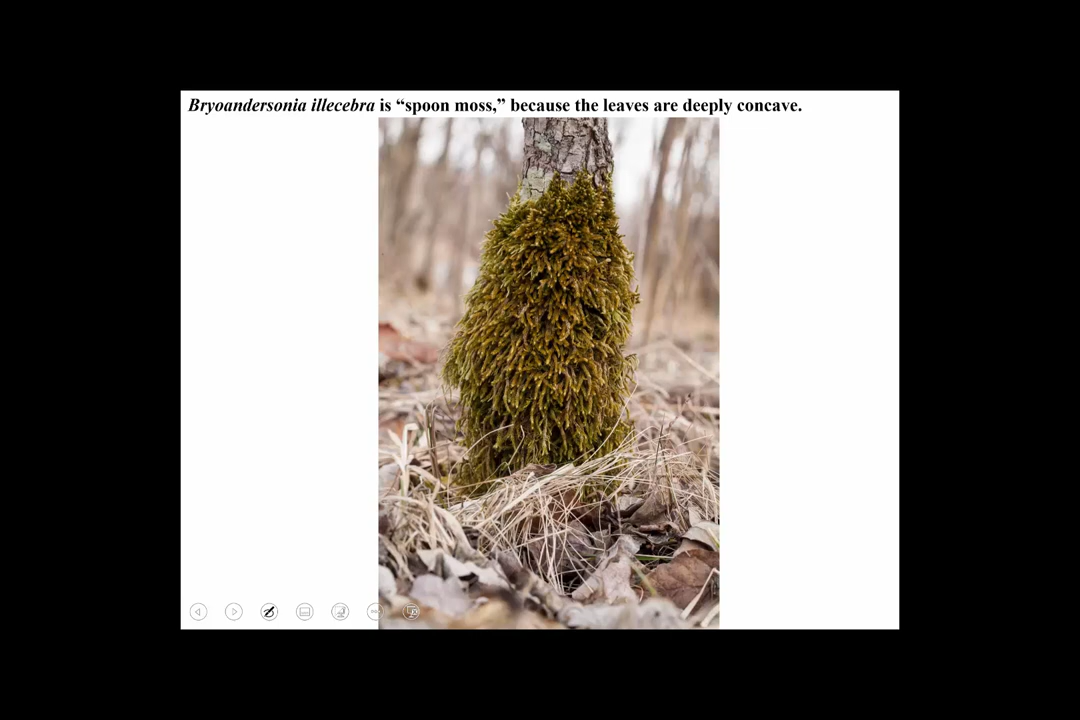 Bryoandersonia illecebra is “spoon moss,” because the leaves are deeply concave.